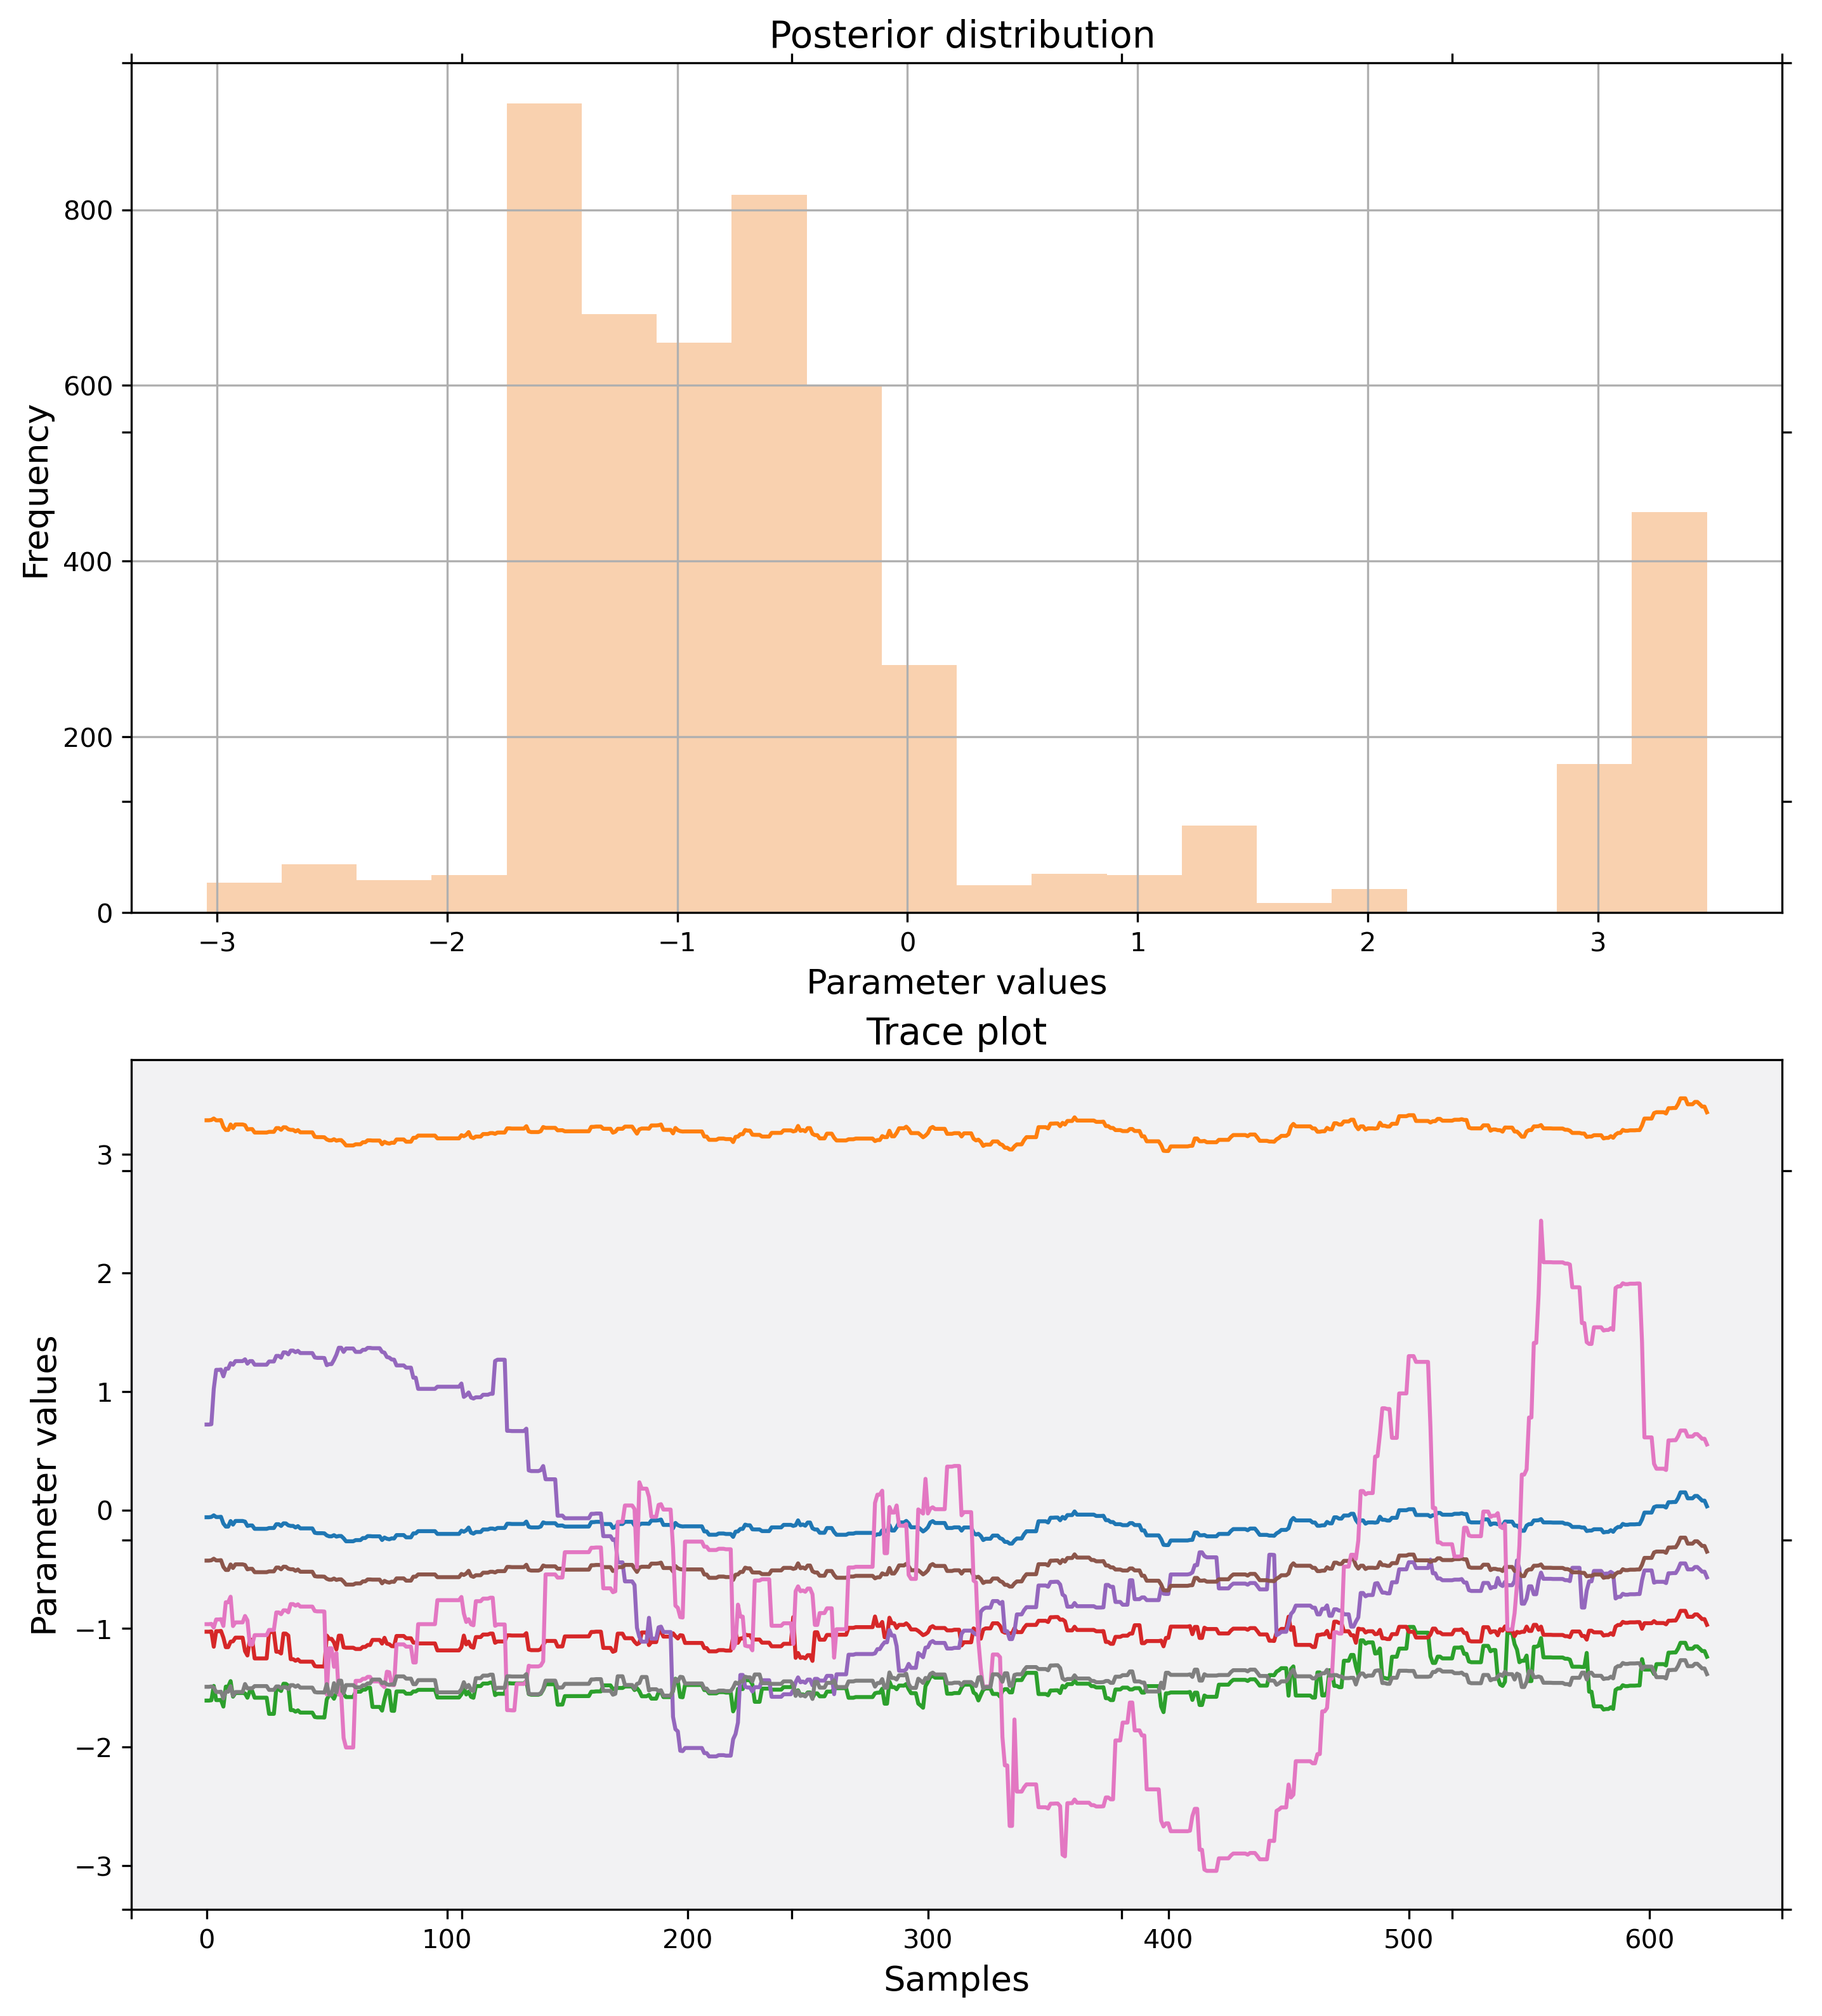 Posterior distribution
800
600
400
200
0
Frequency
−3 −2 −1 0 1 2 3
Parameter values
Trace plot
3
2
1
0
−1
−2
−3
Parameter values
0 100 200 300 400 500 600
Samples